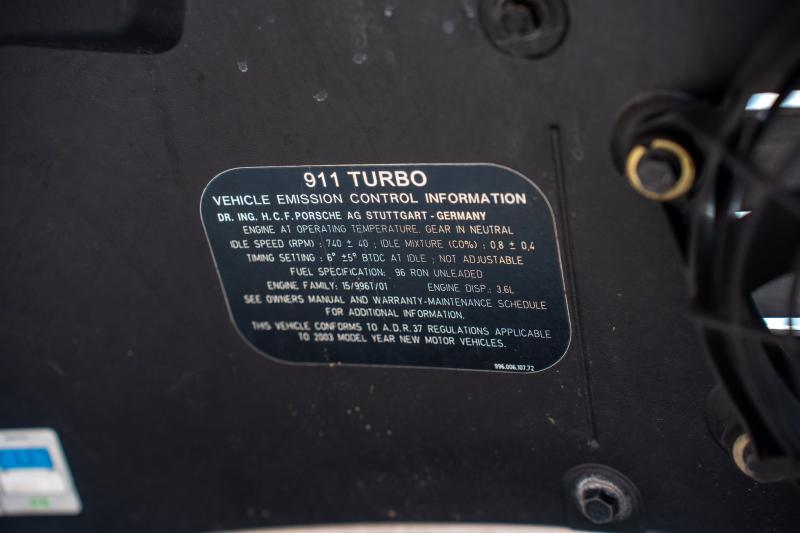 911 TURBO
VEHICLE EMISSION CONTROL INFORMATION
DR. ING. H.C.F. PORSCHE AG STUTTGART - GERMANY
ENGINE AT OPERATING TEMPERATURE. GEAR IN NEUTRAL
IDLE SPEED (RPM) : 740 ± 40 ; IDLE MIXTURE (CO%) : 0,8 ± 0,4
TIMING SETTING : 6° ±5° BTDC AT IDLE ; NOT ADJUSTABLE
FUEL SPECIFICATION: 96 RON UNLEADED
ENGINE FAMILY: 15/996T/01 ENGINE DISP.: 3.6L
SEE OWNERS MANUAL AND WARRANTY-MAINTENANCE SCHEDULE
FOR ADDITIONAL INFORMATION.
THIS VEHICLE CONFORMS TO A.D.R.37 REGULATIONS APPLICABLE
TO 2003 MODEL YEAR NEW MOTOR VEHICLES.
996.006.107.72